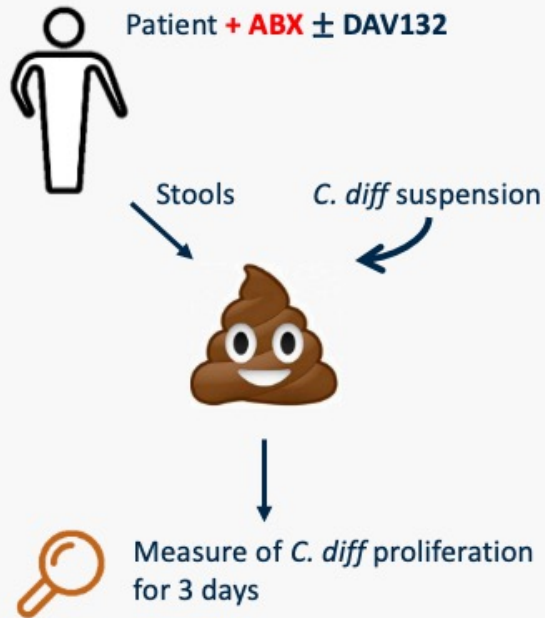 Patient + ABX ± DAV132
Stools
C. diff suspension
Measure of C. diff proliferation
for 3 days